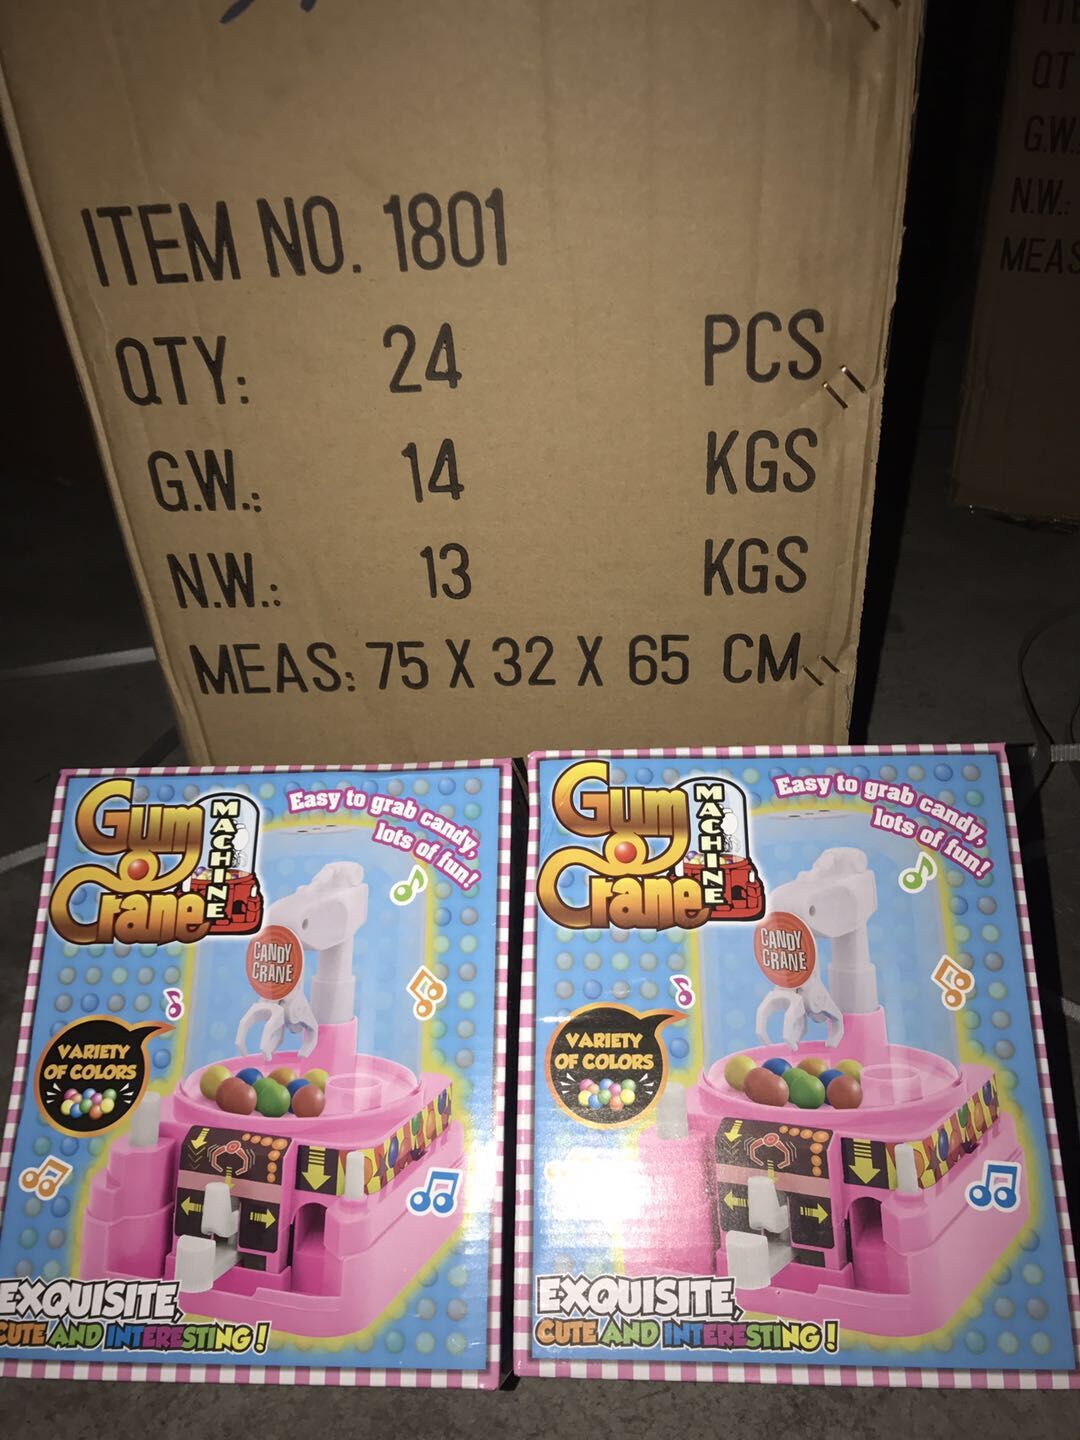 ITEM NO. 1801
QTY: 24 PCS
G.W.: 14 KGS
N.W.: 13 KGS
MEAS: 75 X 32 X 65 CM
QT
G.W.
N.W.:
MEAS
Gum
Crane
MACHINE
Easy to grab candy,
lots of fun!
CANDY
CRANE
VARIETY
OF COLORS
EXQUISITE,
CUTE AND INTERESTING!
Gum
Crane
MACHINE
Easy to grab candy,
lots of fun!
CANDY
CRANE
VARIETY
OF COLORS
EXQUISITE,
CUTE AND INTERESTING!